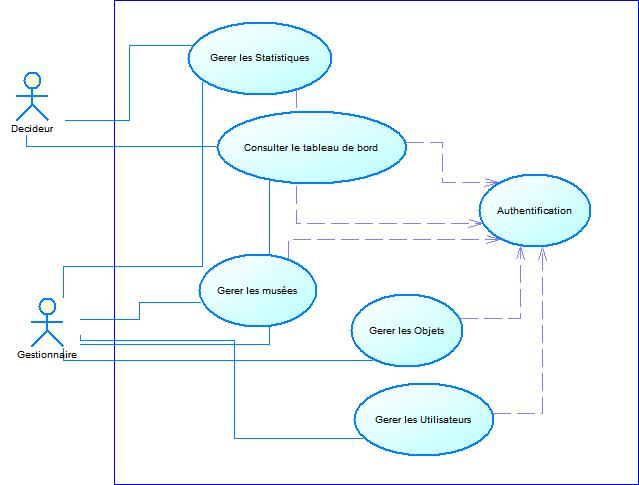 Gerer les Statistiques
Decideur
Consulter le tableau de bord
Authentification
Gerer les musées
Gerer les Objets
Gestionnaire
Gerer les Utilisateurs